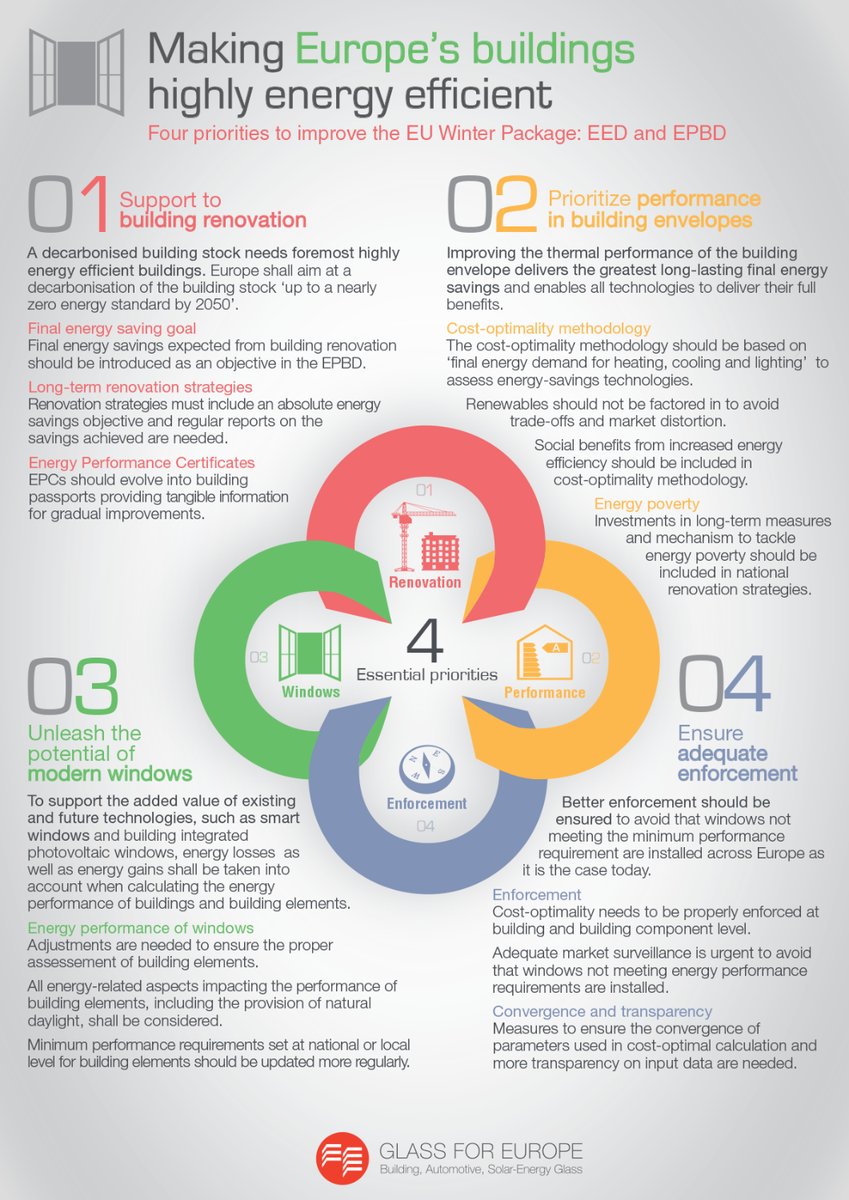 Making Europe's buildings
highly energy efficient
Four priorities to improve the EU Winter Package: EED and EPBD
01 Support to
building renovation
A decarbonised building stock needs foremost highly
energy efficient buildings. Europe shall aim at a
decarbonisation of the building stock ‘up to a nearly
zero energy standard by 2050’.
Final energy saving goal
Final energy savings expected from building renovation
should be introduced as an objective in the EPBD.
Long-term renovation strategies
Renovation strategies must include an absolute energy
savings objective and regular reports on the
savings achieved are needed.
Energy Performance Certificates
EPCs should evolve into building
passports providing tangible information
for gradual improvements.
02 Prioritize performance
in building envelopes
Improving the thermal performance of the building
envelope delivers the greatest long-lasting final energy
savings and enables all technologies to deliver their full
benefits.
Cost-optimality methodology
The cost-optimality methodology should be based on
‘final energy demand for heating, cooling and lighting’ to
assess energy-savings technologies.
Renewables should not be factored in to avoid
trade-offs and market distortion.
Social benefits from increased energy
efficiency should be included in
cost-optimality methodology.
Energy poverty
Investments in long-term measures
and mechanism to tackle
energy poverty should be
included in national
renovation strategies.
01
Renovation
03
Windows
4
Essential priorities
A
02
Performance
N E S W
Enforcement
04
03
Unleash the
potential of
modern windows
To support the added value of existing
and future technologies, such as smart
windows and building integrated
photovoltaic windows, energy losses as
well as energy gains shall be taken into
account when calculating the energy
performance of buildings and building elements.
Energy performance of windows
Adjustments are needed to ensure the proper
assessment of building elements.
All energy-related aspects impacting the performance of
building elements, including the provision of natural
daylight, shall be considered.
Minimum performance requirements set at national or local
level for building elements should be updated more regularly.
04
Ensure
adequate
enforcement
Better enforcement should be
ensured to avoid that windows not
meeting the minimum performance
requirement are installed across Europe as
it is the case today.
Enforcement
Cost-optimality needs to be properly enforced at
building and building component level.
Adequate market surveillance is urgent to avoid
that windows not meeting energy performance
requirements are installed.
Convergence and transparency
Measures to ensure the convergence of
parameters used in cost-optimal calculation and
more transparency on input data are needed.
GLASS FOR EUROPE
Building, Automotive, Solar-Energy Glass